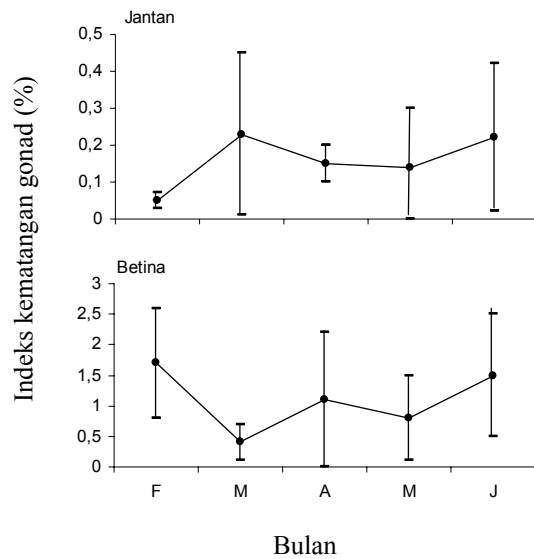 Jantan
0,5
0,4
0,3
0,2
0,1
0
Indeks kematangan gonad (%)
Betina
3
2,5
2
1,5
1
0,5
0
F M A M J
Bulan